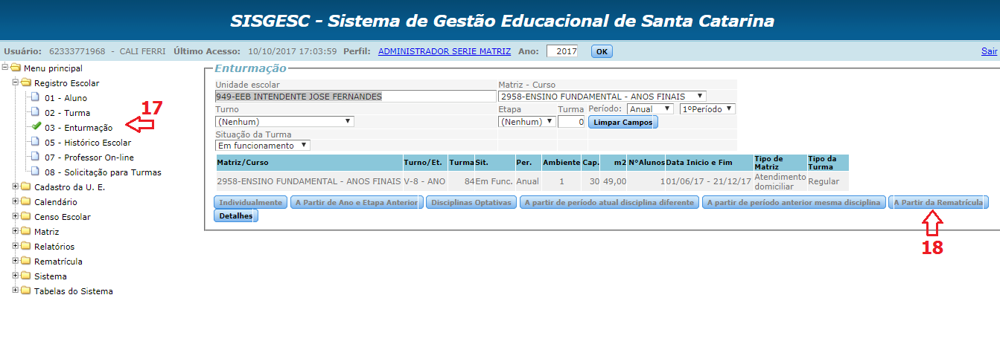 SISGESC - Sistema de Gestão Educacional de Santa Catarina
Usuário: 62333771968 - CALI FERRI Último Acesso: 10/10/2017 17:03:59 Perfil: ADMINISTRADOR SERIE MATRIZ Ano: 2017 OK Sair
Menu principal
Registro Escolar
01 - Aluno
02 - Turma
03 - Enturmação
17
05 - Histórico Escolar
07 - Professor On-line
08 - Solicitação para Turmas
Cadastro da U. E.
Calendário
Censo Escolar
Matriz
Relatórios
Rematrícula
Sistema
Tabelas do Sistema
Enturmação
Unidade escolar Matriz - Curso
949-EEB INTENDENTE JOSE FERNANDES 2958-ENSINO FUNDAMENTAL - ANOS FINAIS
Turno Etapa Turma Período: Anual 1ºPeríodo
(Nenhum) (Nenhum) 0 Limpar Campos
Situação da Turma
Em funcionamento
Matriz/Curso Turno/Et. Turma Sit. Per. Ambiente Cap. m2 NºAlunos Data Inicio e Fim Tipo de Matriz Tipo da Turma
2958-ENSINO FUNDAMENTAL - ANOS FINAIS V-8 - ANO 84 Em Func. Anual 1 30 49,00 1 01/06/17 - 21/12/17 Atendimento domiciliar Regular
Individualmente A Partir de Ano e Etapa Anterior Disciplinas Optativas A partir de período atual disciplina diferente A partir de período anterior mesma disciplina A Partir da Rematrícula
Detalhes
18